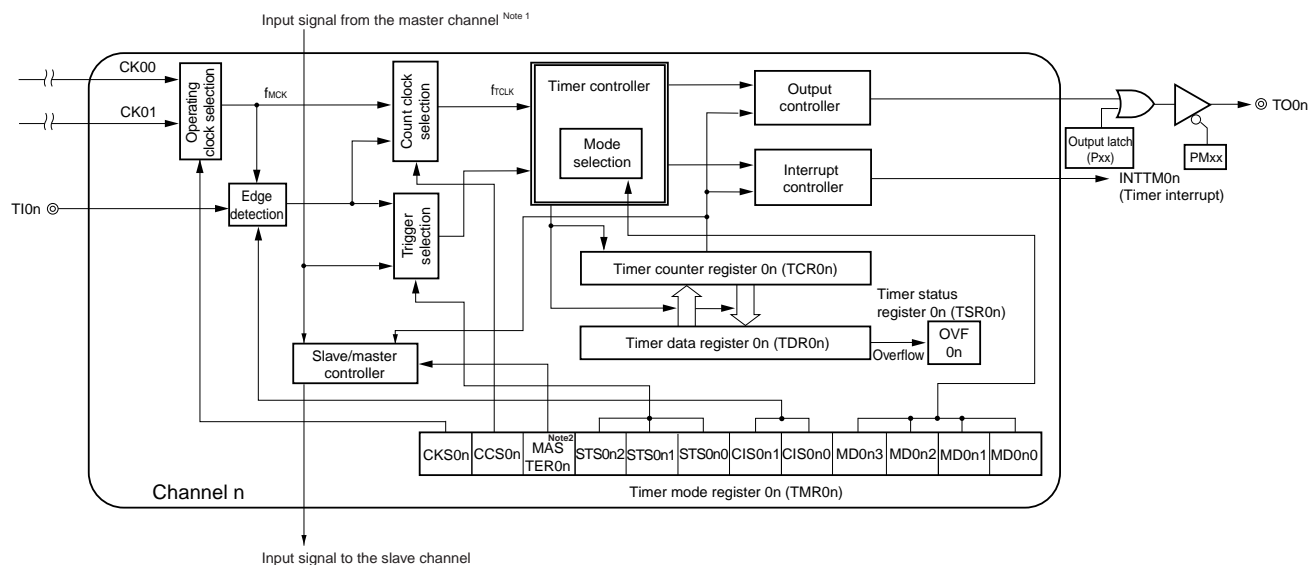 Input signal from the master channel Note 1
CK00
CK01
Operating
clock selection
fMCK
Count clock
selection
fTCLK
Timer controller
Mode
selection
Output
controller
TO0n
Output latch
(Pxx)
PMxx
Interrupt
controller
INTTM0n
(Timer interrupt)
TI0n
Edge
detection
Trigger
selection
Timer counter register 0n (TCR0n)
Timer status
register 0n (TSR0n)
Timer data register 0n (TDR0n)
Overflow
OVF
0n
Slave/master
controller
CKS0n
CCS0n
MAS Note2
TER0n
STS0n2
STS0n1
STS0n0
CIS0n1
CIS0n0
MD0n3
MD0n2
MD0n1
MD0n0
Channel n
Timer mode register 0n (TMR0n)
Input signal to the slave channel